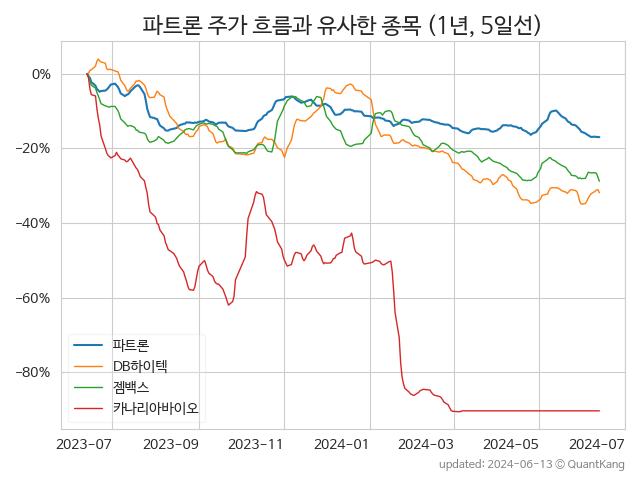 파트론 주가 흐름과 유사한 종목 (1년, 5일선)
0%
−20%
−40%
−60%
−80%
파트론
DB하이텍
젬백스
카나리아바이오
2023-07 2023-09 2023-11 2024-01 2024-03 2024-05 2024-07
updated: 2024-06-13 © QuantKang